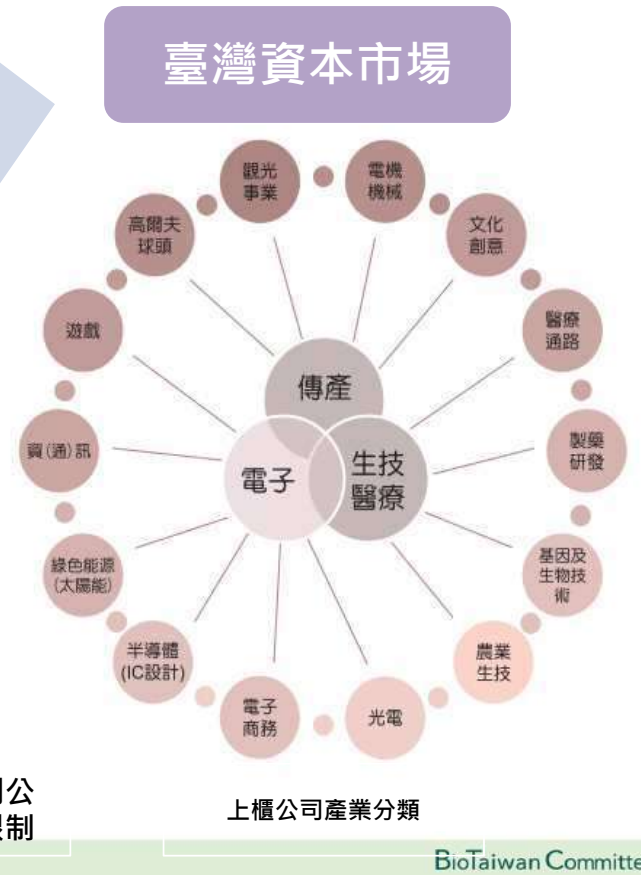 臺灣資本市場
觀光
事業
電機
機械
文化
創意
醫療
通路
製藥
研發
基因及
生物技
術
農業
生技
光電
電子
商務
半導體
(IC設計)
綠色能源
(太陽能)
資(通)訊
遊戲
高爾夫
球頭
傳產
電子
生技
醫療
公
限制
上櫃公司產業分類
BioTaiwan Committe